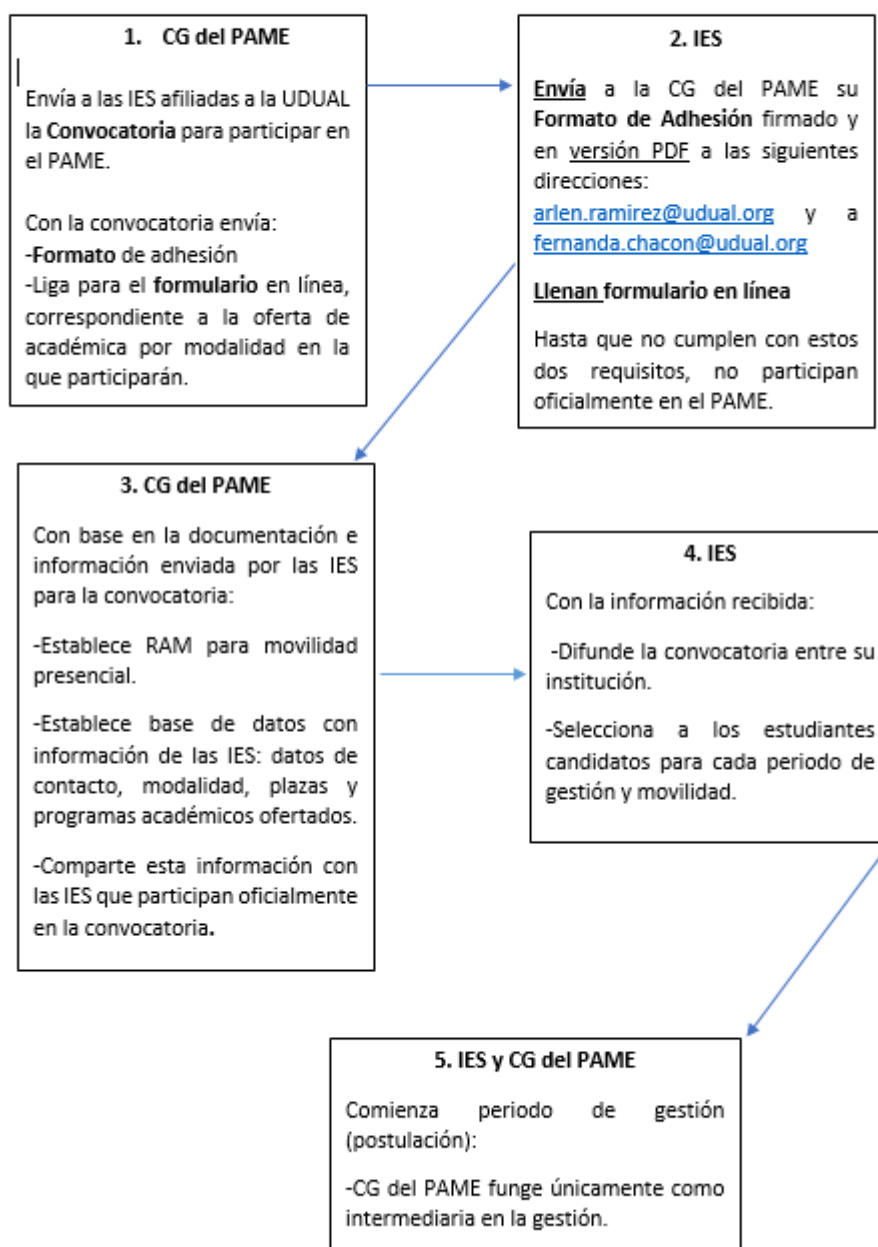 1. CG del PAME
Envía a las IES afiliadas a la UDUAL
la Convocatoria para participar en
el PAME.
Con la convocatoria envía:
-Formato de adhesión
-Liga para el formulario en línea,
correspondiente a la oferta de
académica por modalidad en la
que participarán.
2. IES
Envía a la CG del PAME su
Formato de Adhesión firmado y
en versión PDF a las siguientes
direcciones:
arlen.ramirez@udual.org y a
fernanda.chacon@udual.org
Llenan formulario en línea
Hasta que no cumplen con estos
dos requisitos, no participan
oficialmente en el PAME.
3. CG del PAME
Con base en la documentación e
información enviada por las IES
para la convocatoria:
-Establece RAM para movilidad
presencial.
-Establece base de datos con
información de las IES: datos de
contacto, modalidad, plazas y
programas académicos ofertados.
-Comparte esta información con
las IES que participan oficialmente
en la convocatoria.
4. IES
Con la información recibida:
-Difunde la convocatoria entre su
institución.
-Selecciona a los estudiantes
candidatos para cada periodo de
gestión y movilidad.
5. IES y CG del PAME
Comienza periodo de gestión
(postulación):
-CG del PAME funge únicamente como
intermediaria en la gestión.